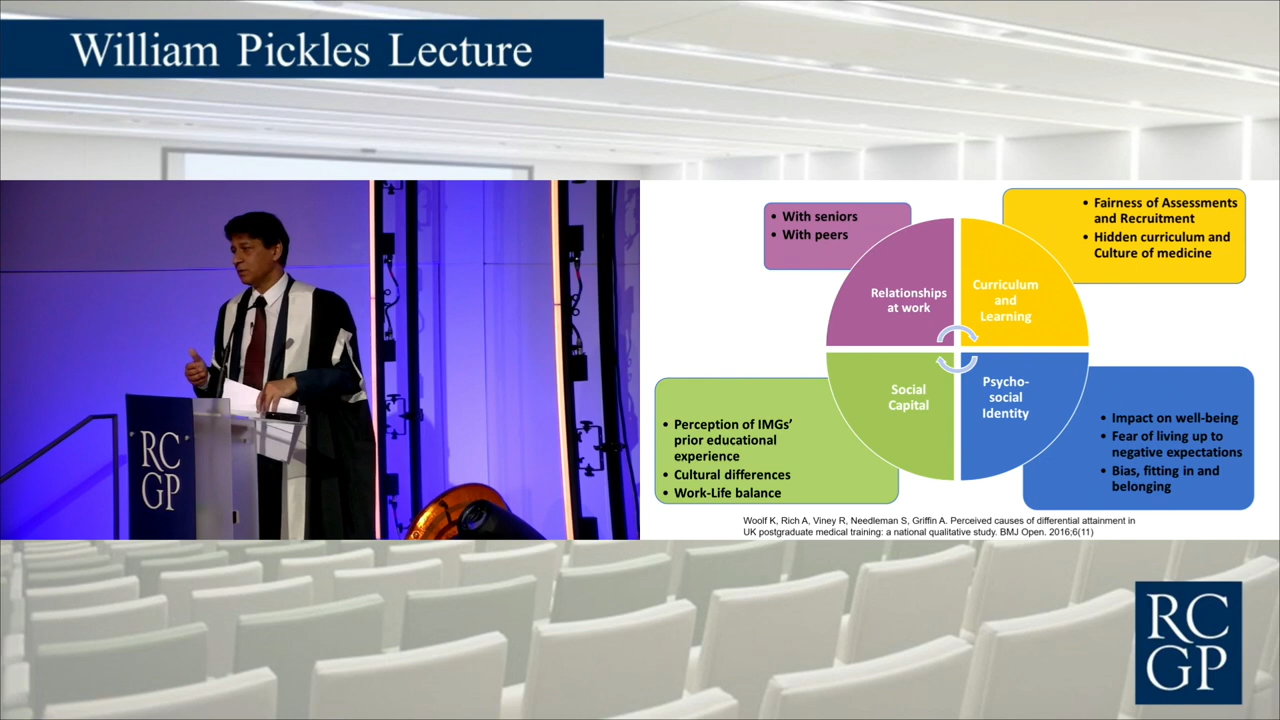 William Pickles Lecture
RC
GP
• With seniors
• With peers
• Fairness of Assessments
and Recruitment
• Hidden curriculum and
Culture of medicine
Relationships
at work
Curriculum
and
Learning
Social
Capital
Psycho-
social
Identity
• Perception of IMGs’
prior educational
experience
• Cultural differences
• Work-Life balance
• Impact on well-being
• Fear of living up to
negative expectations
• Bias, fitting in and
belonging
Woolf K, Rich A, Viney R, Needleman S, Griffin A. Perceived causes of differential attainment in
UK postgraduate medical training: a national qualitative study. BMJ Open. 2016;6(11)
RC
GP